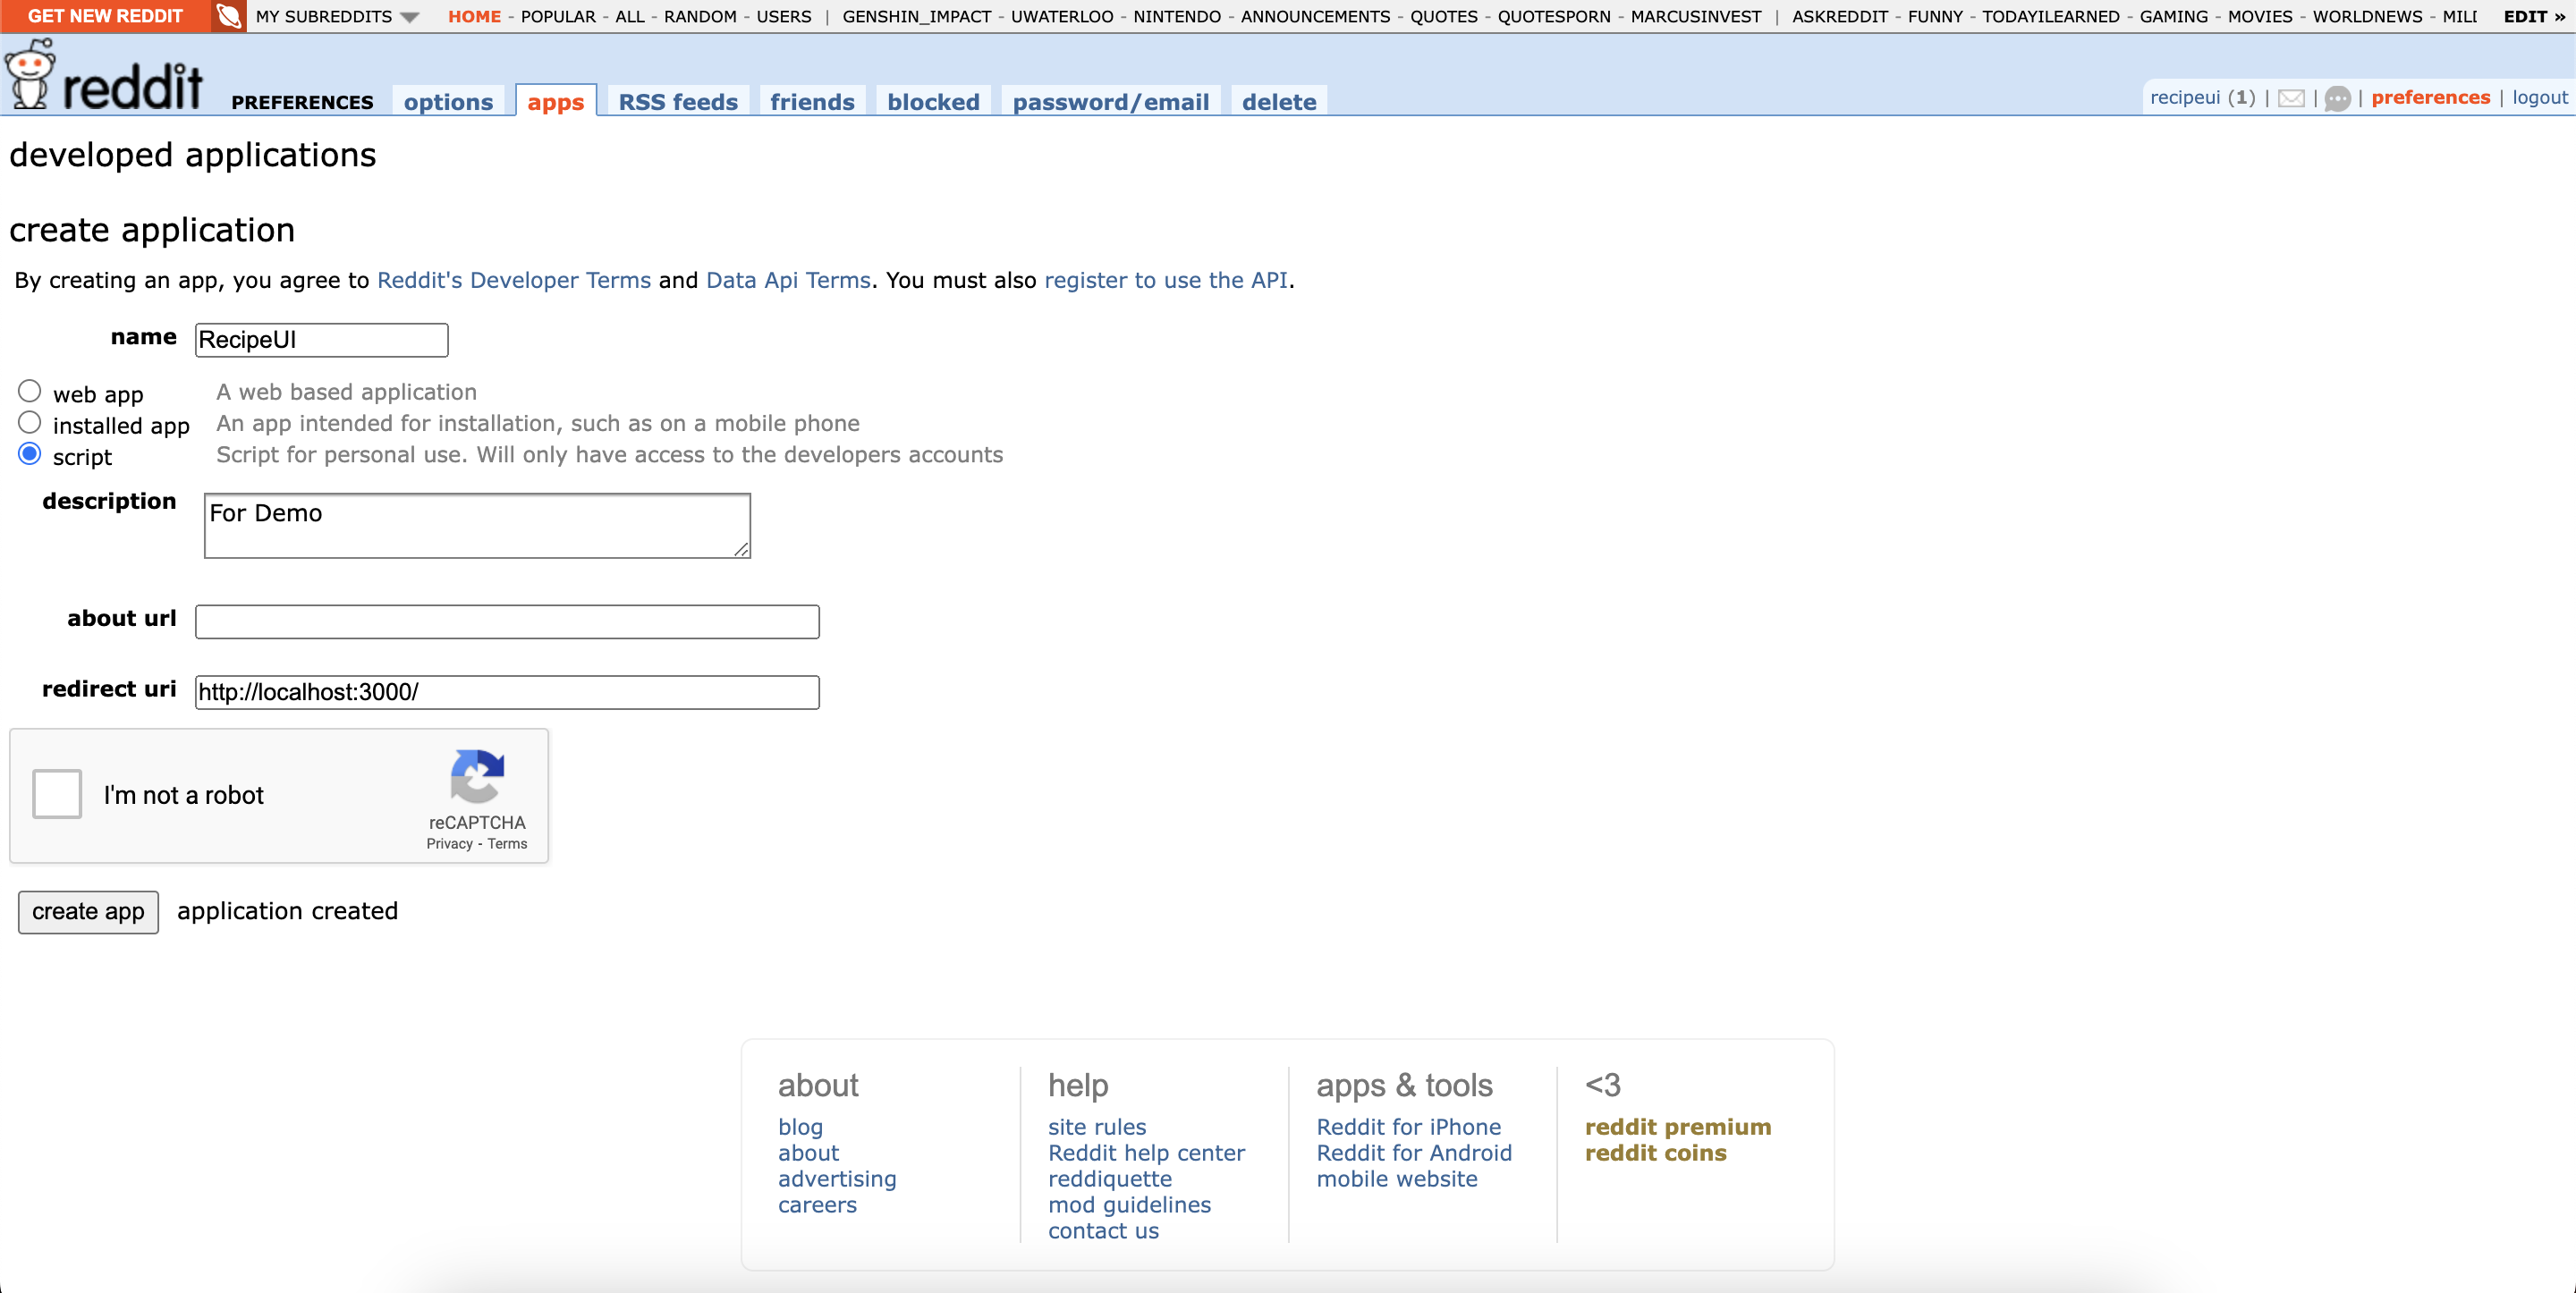 GET NEW REDDIT MY SUBREDDITS HOME - POPULAR - ALL - RANDOM - USERS | GENSHIN_IMPACT - UWATERLOO - NINTENDO - ANNOUNCEMENTS - QUOTES - QUOTESPORN - MARCUSINVEST | ASKREDDIT - FUNNY - TODAYILEARNED - GAMING - MOVIES - WORLDNEWS - MILI EDIT »
reddit PREFERENCES options apps RSS feeds friends blocked password/email delete recipeui (1) | | | preferences | logout
developed applications
create application
By creating an app, you agree to Reddit's Developer Terms and Data Api Terms. You must also register to use the API.
name RecipeUI
web app A web based application
installed app An app intended for installation, such as on a mobile phone
script Script for personal use. Will only have access to the developers accounts
description For Demo
about url
redirect uri http://localhost:3000/
I'm not a robot
reCAPTCHA
Privacy - Terms
create app application created
about
blog
about
advertising
careers
help
site rules
Reddit help center
reddiquette
mod guidelines
contact us
apps & tools
Reddit for iPhone
Reddit for Android
mobile website
<3
reddit premium
reddit coins